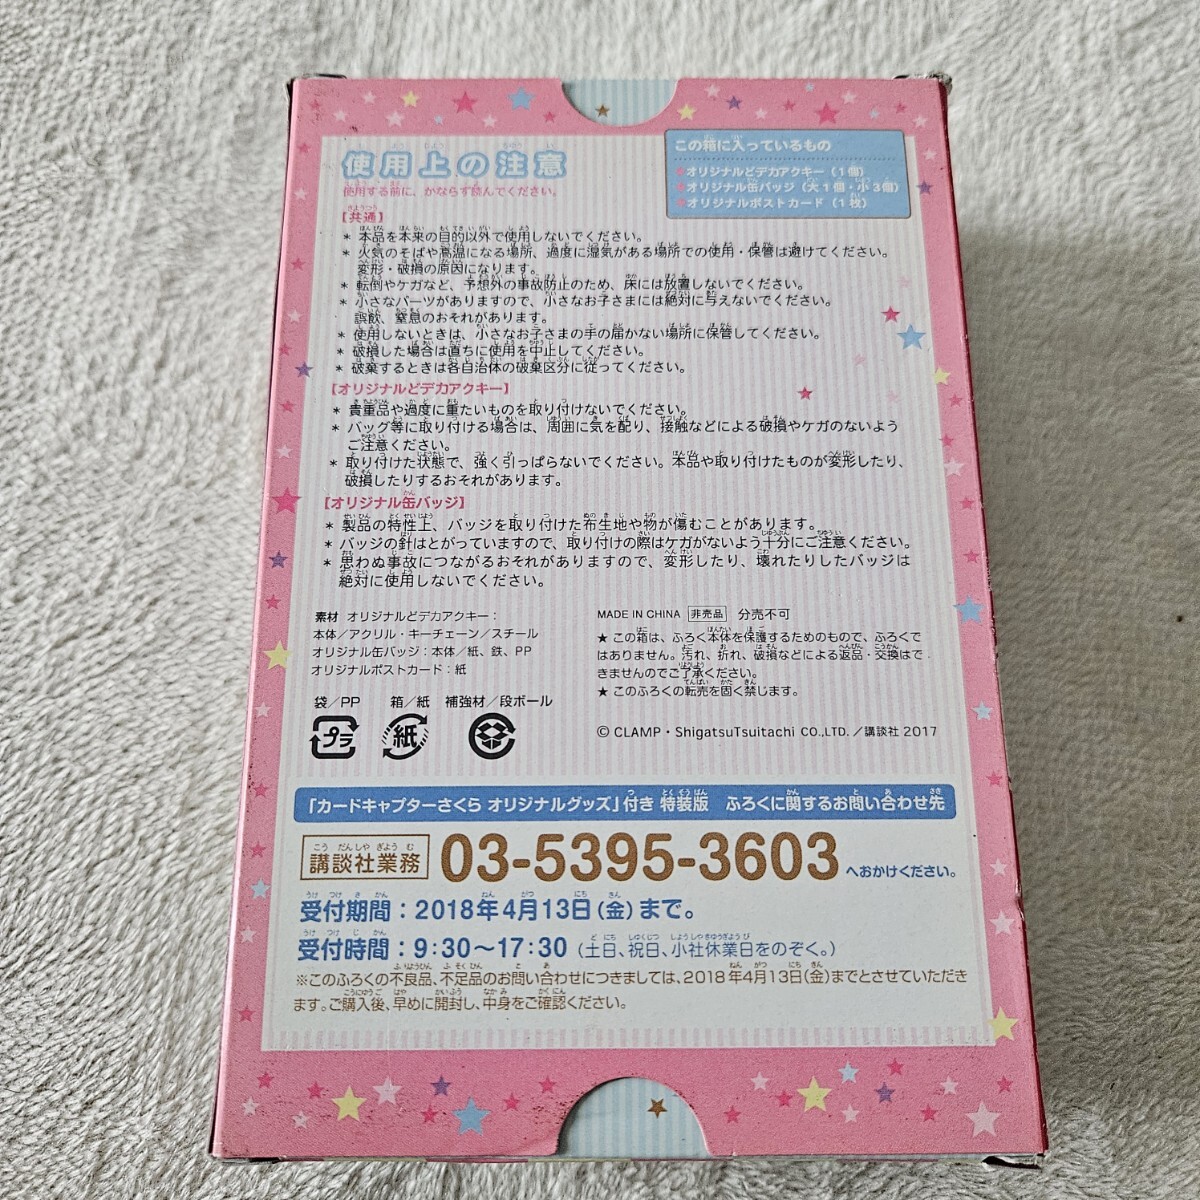 使用上の注意
使用する前に、かならず読んでください。
この箱に入っているもの
★オリジナルどデカアクキー（1個）
★オリジナル缶バッジ（大1個・小3個）
★オリジナルポストカード（1枚）
【共通】
* 本品を本来の目的以外で使用しないでください。
* 火気のそばや高温になる場所、過度に湿気がある場所での使用・保管は避けてください。
変形・破損の原因になります。
* 転倒やケガなど、予想外の事故防止のため、床には放置しないでください。
* 小さなパーツがありますので、小さなお子さまには絶対に与えないでください。
誤飲、窒息のおそれがあります。
* 使用しないときは、小さなお子さまの手の届かない場所に保管してください。
* 破損した場合は直ちに使用を中止してください。
* 破棄するときは各自治体の破棄区分に従ってください。
【オリジナルどデカアクキー】
* 貴重品や過度に重たいものを取り付けないでください。
* バッグ等に取り付ける場合は、周囲に気を配り、接触などによる破損やケガのないよう
ご注意ください。
* 取り付けた状態で、強く引っぱらないでください。本品や取り付けたものが変形したり、
破損したりするおそれがあります。
【オリジナル缶バッジ】
* 製品の特性上、バッジを取り付けた布生地や物が傷むことがあります。
* バッジの針はとがっていますので、取り付けの際はケガがないよう十分にご注意ください。
* 思わぬ事故につながるおそれがありますので、変形したり、壊れたりしたバッジは
絶対に使用しないでください。
素材 オリジナルどデカアクキー：
本体／アクリル・キーチェーン／スチール
オリジナル缶バッジ：本体／紙、鉄、PP
オリジナルポストカード：紙
袋／PP 箱／紙 補強材／段ボール
プラ 紙
MADE IN CHINA 非売品 分売不可
★ この箱は、ふろく本体を保護するためのもので、ふろくで
はありません。汚れ、折れ、破損などによる返品・交換はで
きませんのでご了承ください。
★ このふろくの転売を固く禁じます。
© CLAMP・ShigatsuTsuitachi CO.,LTD.／講談社 2017
「カードキャプターさくら オリジナルグッズ」付き 特装版 ふろくに関するお問い合わせ先
講談社業務 03-5395-3603 へおかけください。
受付期間：2018年4月13日（金）まで。
受付時間：9:30〜17:30（土日、祝日、小社休業日をのぞく。）
※このふろくの不良品、不足品のお問い合わせにつきましては、2018年4月13日(金)までとさせていただき
ます。ご購入後、早めに開封し、中身をご確認ください。